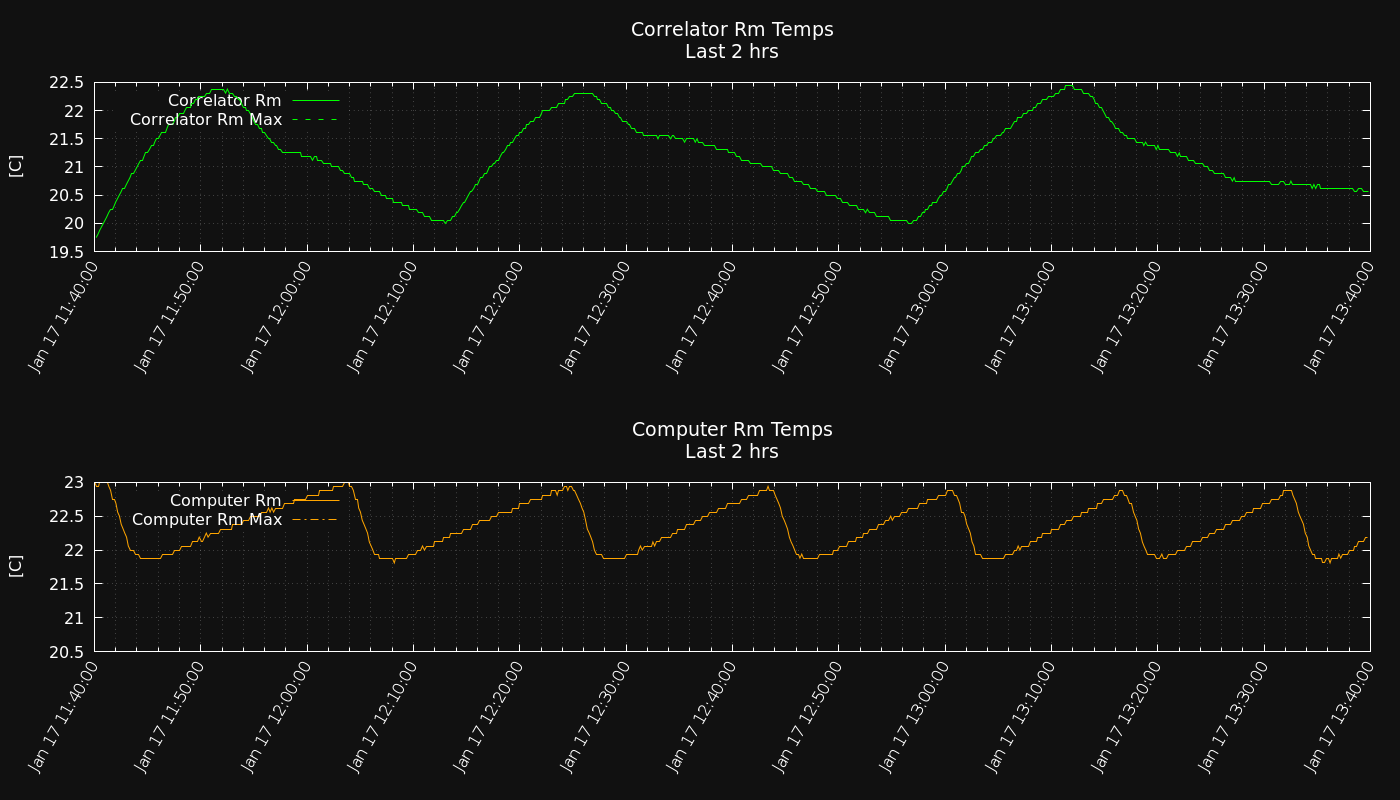 Correlator Rm Temps
Last 2 hrs
22.5
22
21.5
21
20.5
20
19.5
[C]
Correlator Rm
Correlator Rm Max
Jan 17 11:40:00
Jan 17 11:50:00
Jan 17 12:00:00
Jan 17 12:10:00
Jan 17 12:20:00
Jan 17 12:30:00
Jan 17 12:40:00
Jan 17 12:50:00
Jan 17 13:00:00
Jan 17 13:10:00
Jan 17 13:20:00
Jan 17 13:30:00
Jan 17 13:40:00
Computer Rm Temps
Last 2 hrs
23
22.5
22
21.5
21
20.5
[C]
Computer Rm
Computer Rm Max
Jan 17 11:40:00
Jan 17 11:50:00
Jan 17 12:00:00
Jan 17 12:10:00
Jan 17 12:20:00
Jan 17 12:30:00
Jan 17 12:40:00
Jan 17 12:50:00
Jan 17 13:00:00
Jan 17 13:10:00
Jan 17 13:20:00
Jan 17 13:30:00
Jan 17 13:40:00